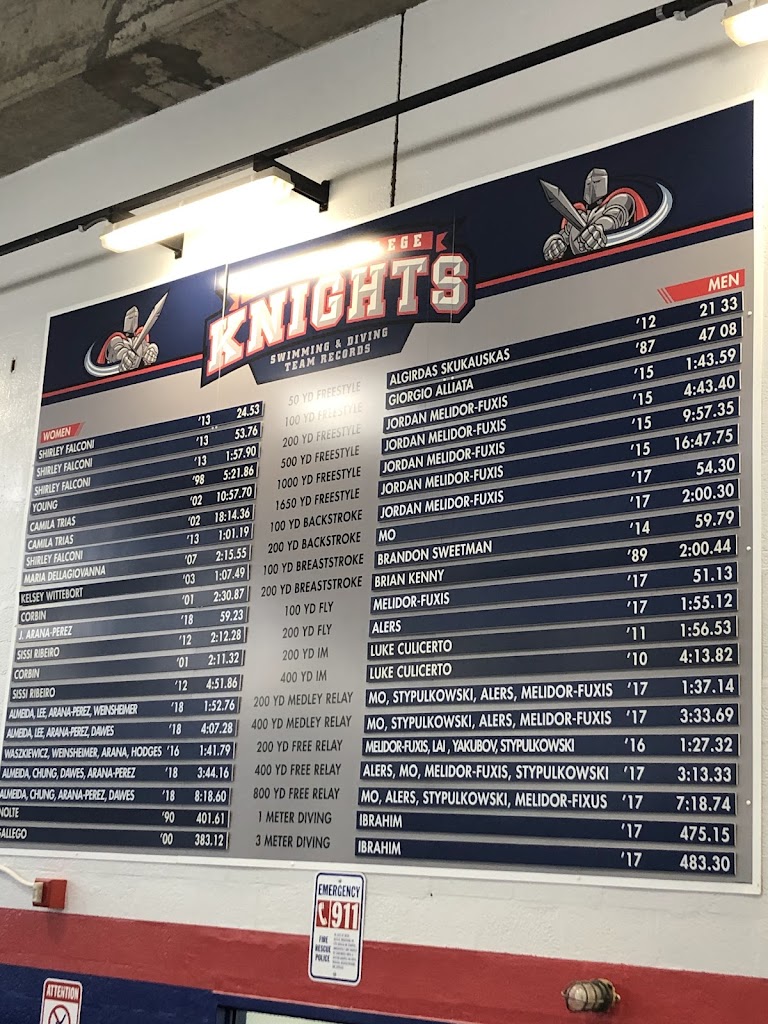 EGE
KNIGHTS
SWIMMING & DIVING
TEAM RECORDS
WOMEN
SHIRLEY FALCONI '13 24.53
SHIRLEY FALCONI '13 53.76
SHIRLEY FALCONI '13 1:57.90
YOUNG '98 5:21.86
CAMILA TRIAS '02 10:57.70
CAMILA TRIAS '02 18:14.36
SHIRLEY FALCONI '13 1:01.19
MARIA DELLAGIOVANNA '07 2:15.55
KELSEY WITTEBORT '03 1:07.49
CORBIN '01 2:30.87
J. ARANA-PEREZ '18 59.23
SISSI RIBEIRO '12 2:12.28
CORBIN '01 2:11.32
SISSI RIBEIRO '12 4:51.86
ALMEIDA, LEE, ARANA-PEREZ, WEINSHEIMER '18 1:52.76
ALMEIDA, LEE, ARANA-PEREZ, DAWES '18 4:07.28
WASZKIEWICZ, WEINSHEIMER, ARANA, HODGES '16 1:41.79
ALMEIDA, CHUNG, DAWES, ARANA-PEREZ '18 3:44.16
ALMEIDA, CHUNG, ARANA-PEREZ, DAWES '18 8:18.60
NOLTE '90 401.61
GALLEGO '00 383.12
50 YD FREESTYLE
100 YD FREESTYLE
200 YD FREESTYLE
500 YD FREESTYLE
1000 YD FREESTYLE
1650 YD FREESTYLE
100 YD BACKSTROKE
200 YD BACKSTROKE
100 YD BREASTSTROKE
200 YD BREASTSTROKE
100 YD FLY
200 YD FLY
200 YD IM
400 YD IM
200 YD MEDLEY RELAY
400 YD MEDLEY RELAY
200 YD FREE RELAY
400 YD FREE RELAY
800 YD FREE RELAY
1 METER DIVING
3 METER DIVING
MEN
ALGIRDAS SKUKAUSKAS '12 21 33
GIORGIO ALLIATA '87 47 08
JORDAN MELIDOR-FUXIS '15 1:43.59
JORDAN MELIDOR-FUXIS '15 4:43.40
JORDAN MELIDOR-FUXIS '15 9:57.35
JORDAN MELIDOR-FUXIS '15 16:47.75
JORDAN MELIDOR-FUXIS '17 54.30
MO '17 2:00.30
BRANDON SWEETMAN '14 59.79
BRIAN KENNY '89 2:00.44
MELIDOR-FUXIS '17 51.13
ALERS '17 1:55.12
LUKE CULICERTO '11 1:56.53
LUKE CULICERTO '10 4:13.82
MO, STYPULKOWSKI, ALERS, MELIDOR-FUXIS '17 1:37.14
MO, STYPULKOWSKI, ALERS, MELIDOR-FUXIS '17 3:33.69
MELIDOR-FUXIS, LAI, YAKUBOV, STYPULKOWSKI '16 1:27.32
ALERS, MO, MELIDOR-FUXIS, STYPULKOWSKI '17 3:13.33
MO, ALERS, STYPULKOWSKI, MELIDOR-FIXUS '17 7:18.74
IBRAHIM '17 475.15
IBRAHIM '17 483.30
EMERGENCY
911
FIRE
RESCUE
POLICE
ATTENTION